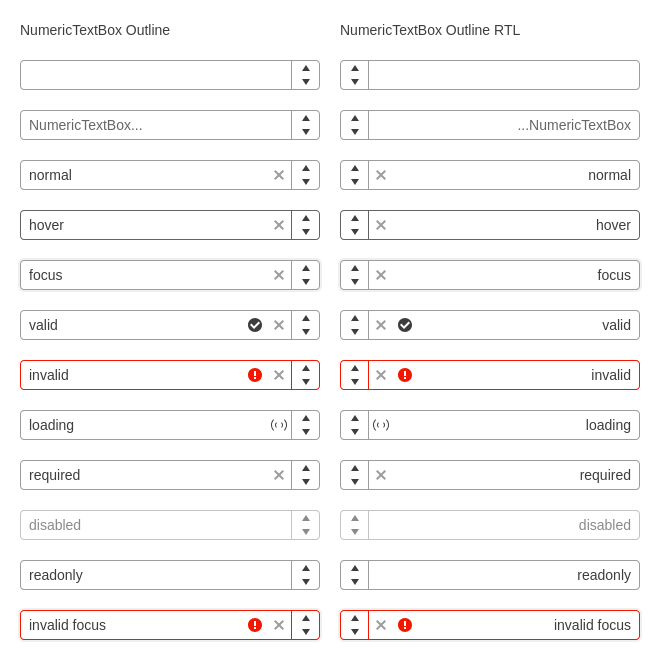 NumericTextBox Outline
NumericTextBox Outline RTL
NumericTextBox...
...NumericTextBox
normal
normal
hover
hover
focus
focus
valid
valid
invalid
invalid
loading
loading
required
required
disabled
disabled
readonly
readonly
invalid focus
invalid focus